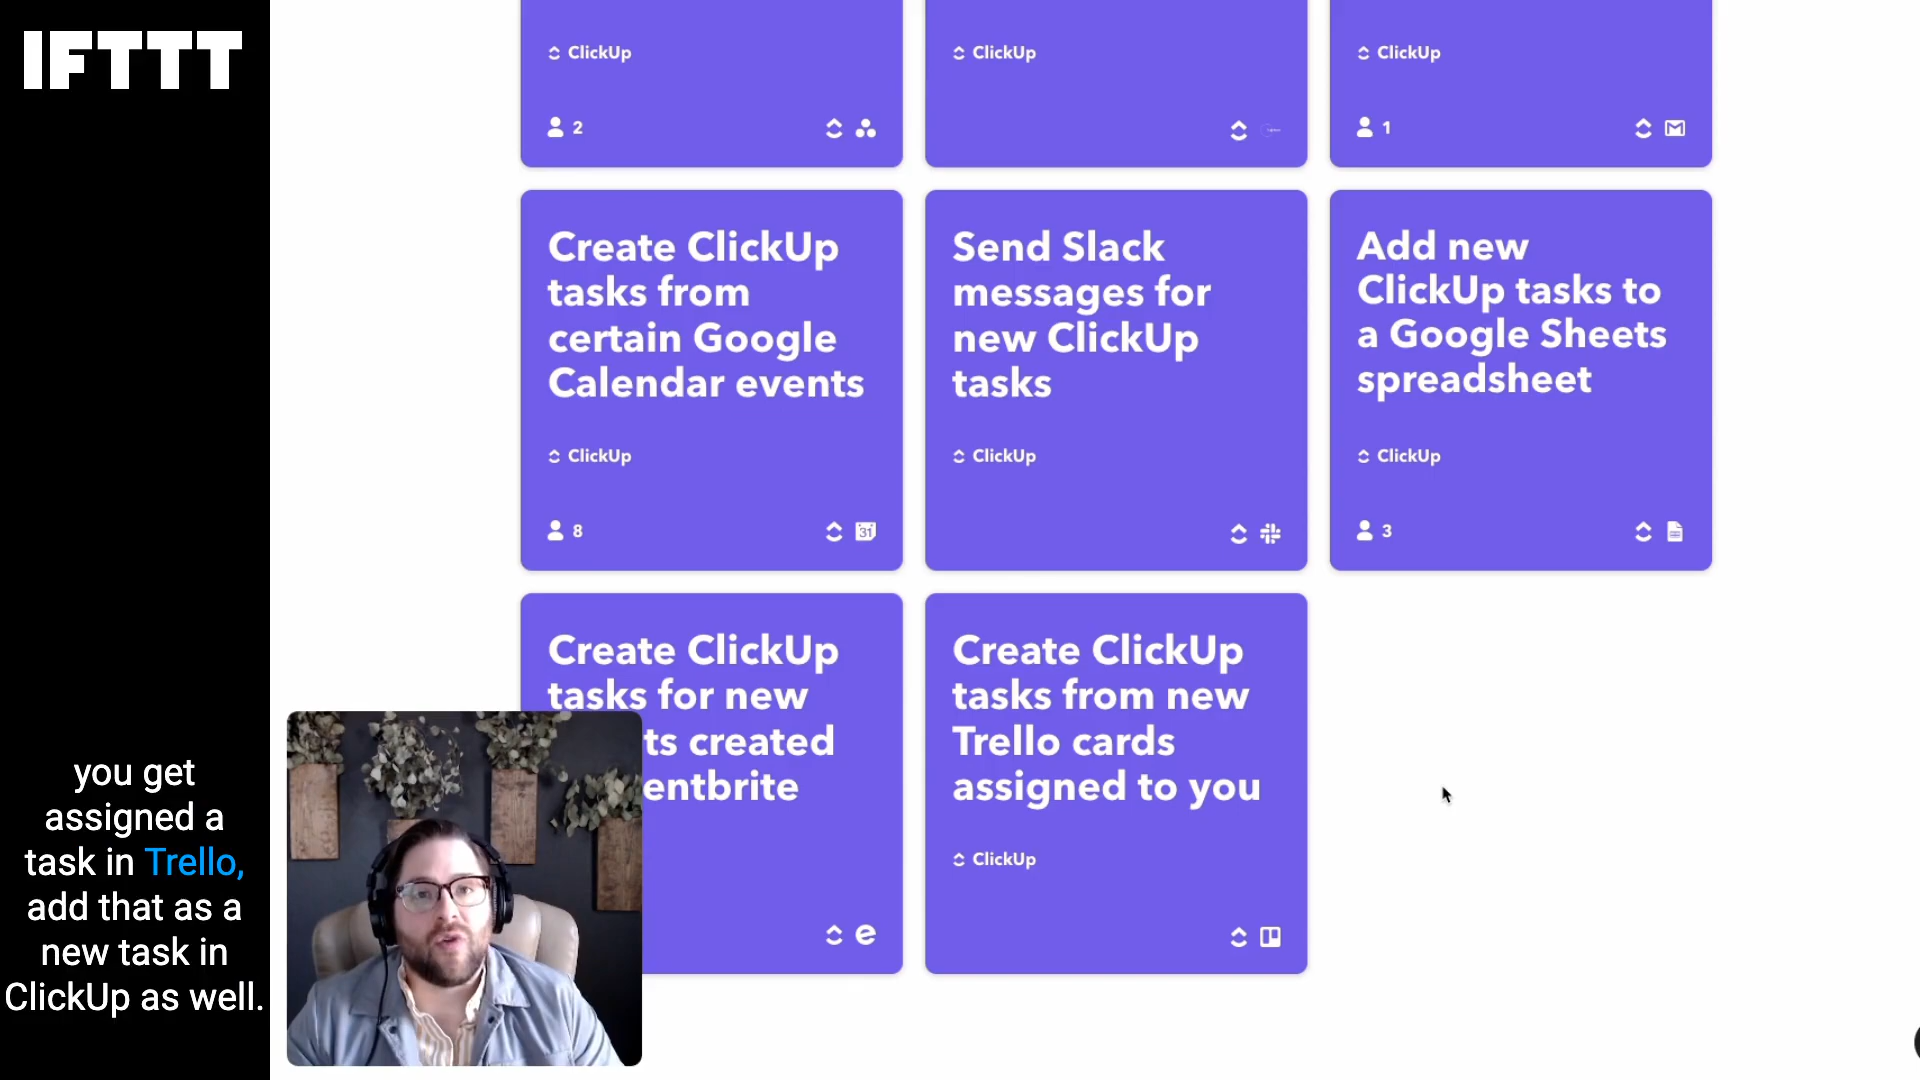 IFTTT
ClickUp
ClickUp
ClickUp
2
1
Create ClickUp
tasks from
certain Google
Calendar events
ClickUp
8
31
Send Slack
messages for
new ClickUp
tasks
ClickUp
Add new
ClickUp tasks to
a Google Sheets
spreadsheet
ClickUp
3
Create ClickUp
tasks for new
ts created
entbrite
e
Create ClickUp
tasks from new
Trello cards
assigned to you
ClickUp
you get
assigned a
task in Trello,
add that as a
new task in
ClickUp as well.